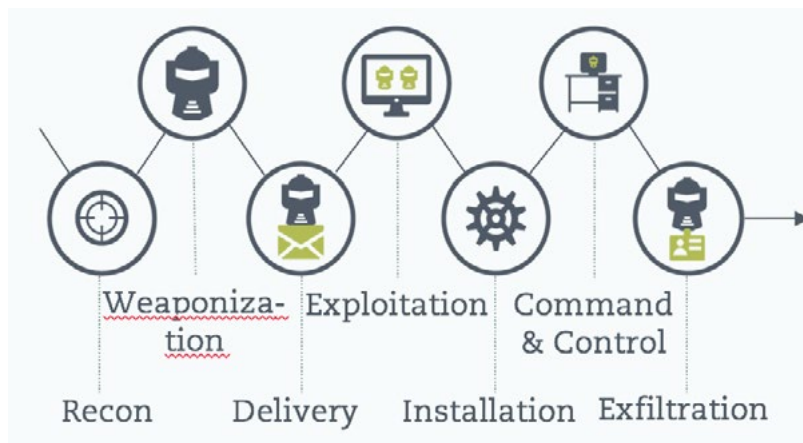 Weaponiza-
tion
Exploitation
Command
& Control
Recon
Delivery
Installation
Exfiltration